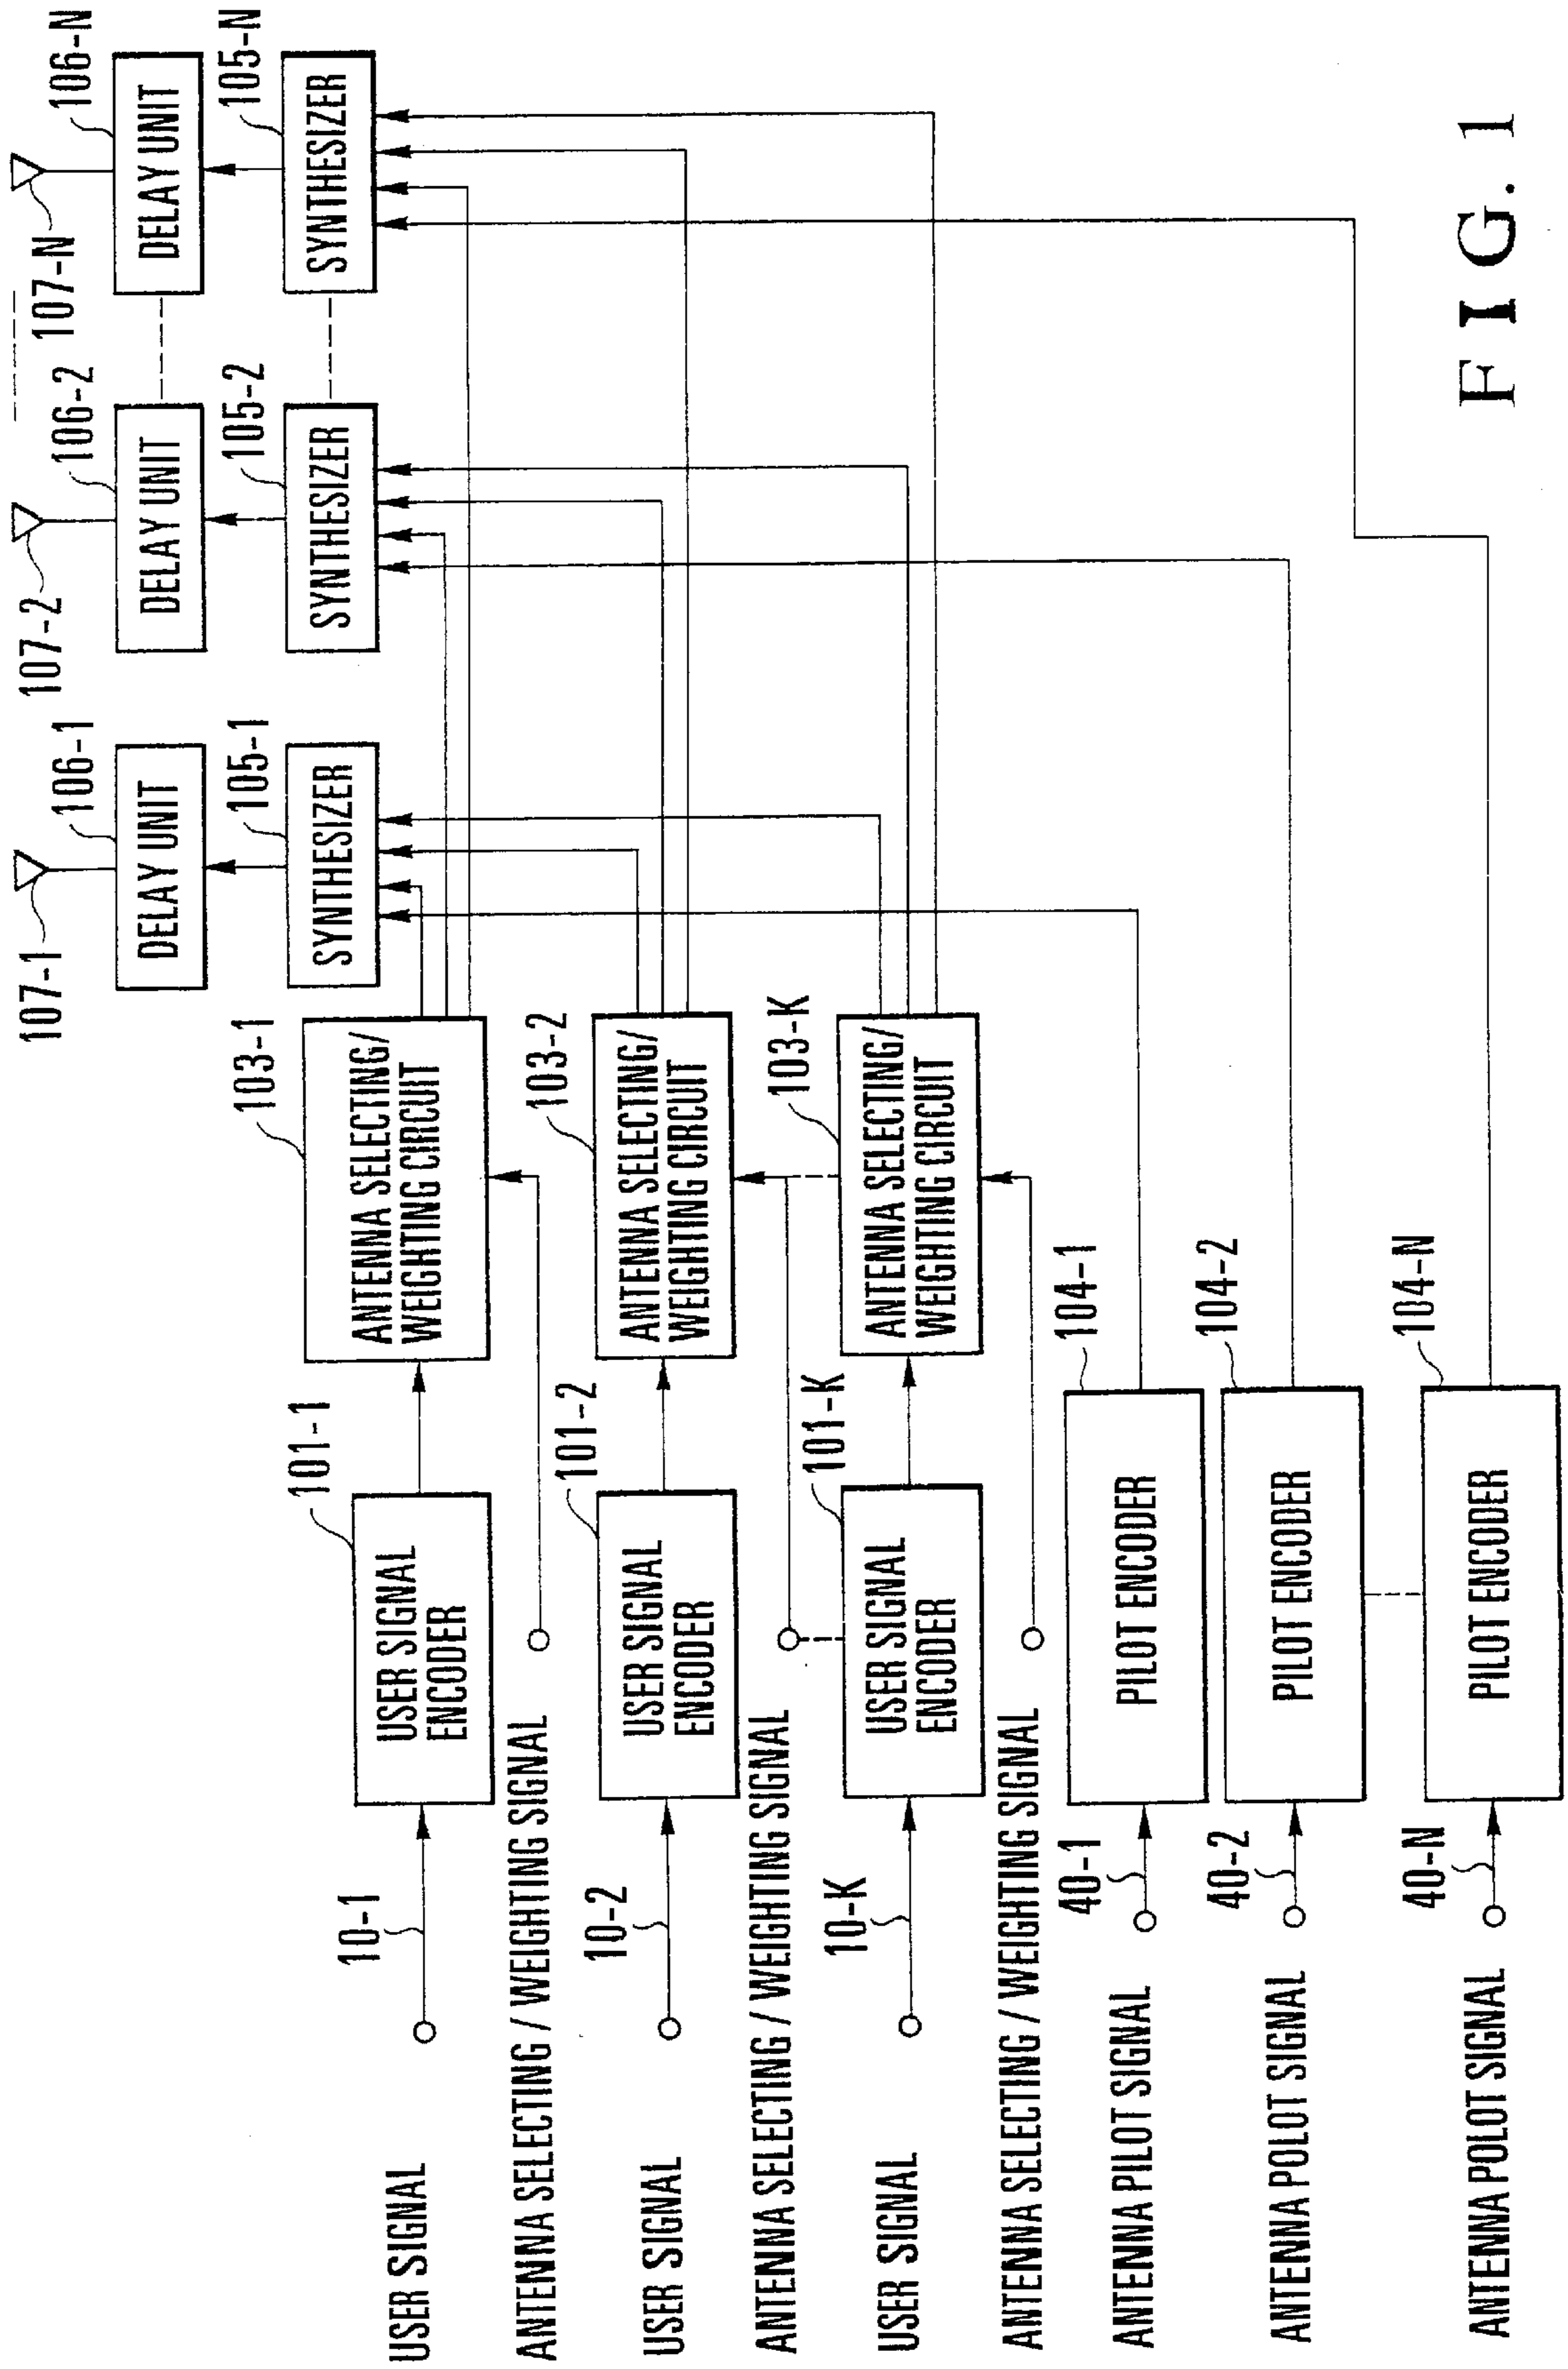 107-1
107-2
107-N
106-1
106-2
106-N
DELAY UNIT
DELAY UNIT
DELAY UNIT
105-1
105-2
105-N
SYNTHESIZER
SYNTHESIZER
SYNTHESIZER
USER SIGNAL
10-1
101-1
USER SIGNAL
ENCODER
103-1
ANTENNA SELECTING/
WEIGHTING CIRCUIT
ANTENNA SELECTING / WEIGHTING SIGNAL
USER SIGNAL
10-2
101-2
USER SIGNAL
ENCODER
103-2
ANTENNA SELECTING/
WEIGHTING CIRCUIT
ANTENNA SELECTING / WEIGHTING SIGNAL
USER SIGNAL
10-K
101-K
USER SIGNAL
ENCODER
103-K
ANTENNA SELECTING/
WEIGHTING CIRCUIT
ANTENNA SELECTING / WEIGHTING SIGNAL
ANTENNA PILOT SIGNAL
40-1
PILOT ENCODER
104-1
ANTENNA POLOT SIGNAL
40-2
PILOT ENCODER
104-2
ANTENNA POLOT SIGNAL
40-N
PILOT ENCODER
104-N
FIG. 1